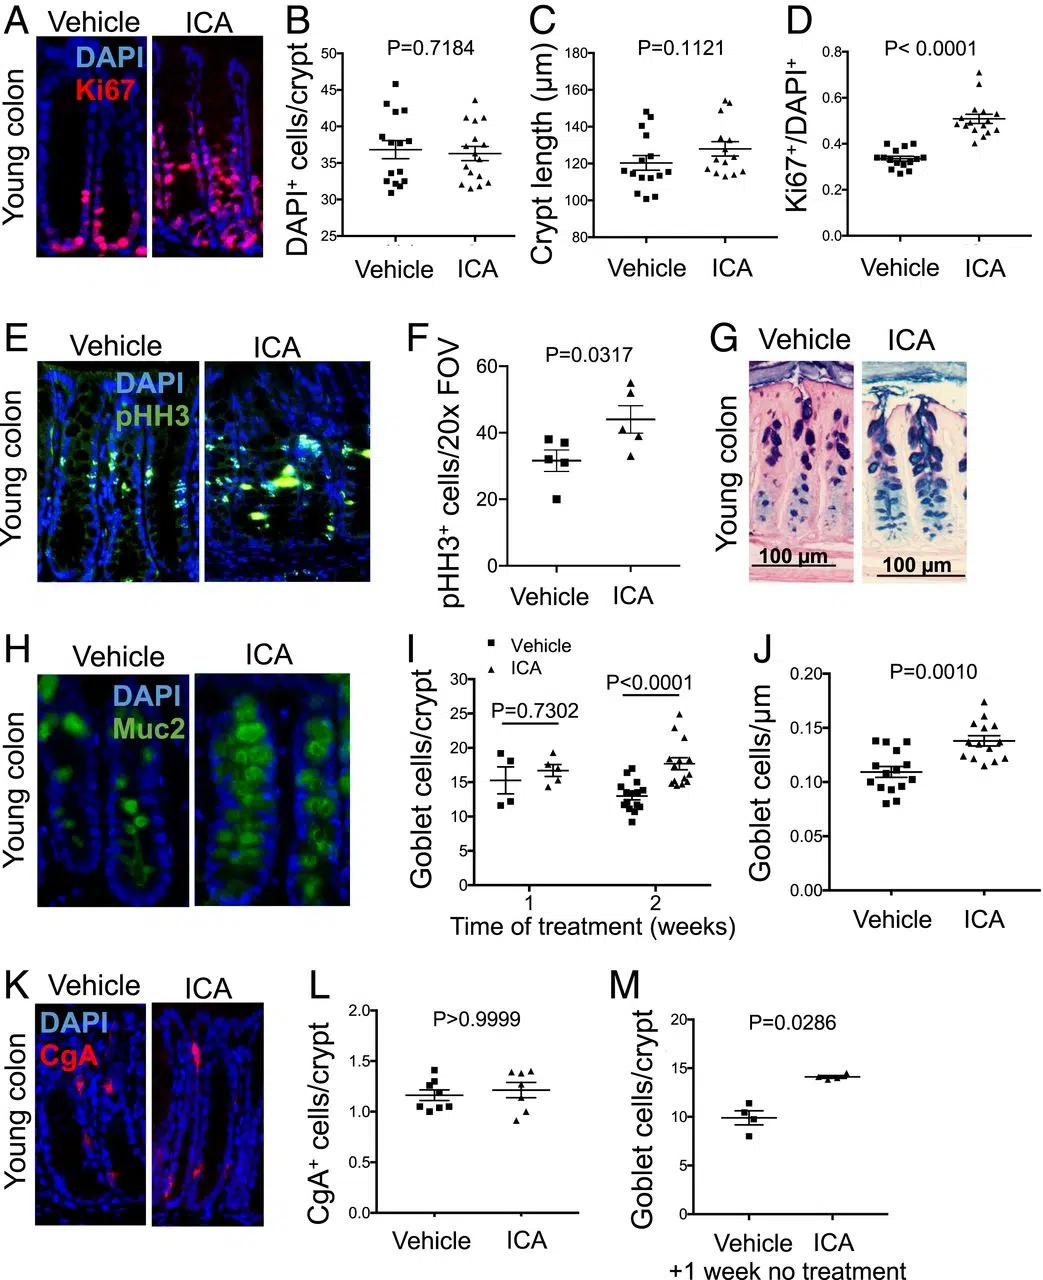 A
Vehicle
ICA
Young colon
DAPI
Ki67
B
P=0.7184
DAPI⁺ cells/crypt
50
45
40
35
30
25
Vehicle
ICA
C
P=0.1121
Crypt length (µm)
180
160
140
120
100
80
Vehicle
ICA
D
P< 0.0001
Ki67⁺/DAPI⁺
0.8
0.6
0.4
0.2
0.0
Vehicle
ICA
E
Vehicle
ICA
Young colon
DAPI
pHH3
F
P=0.0317
pHH3⁺ cells/20x FOV
60
40
20
0
Vehicle
ICA
G
Vehicle
ICA
Young colon
100 µm
100 µm
H
Vehicle
ICA
Young colon
DAPI
Muc2
I
Vehicle
ICA
P=0.7302
P<0.0001
Goblet cells/crypt
30
25
20
15
10
5
0
1
2
Time of treatment (weeks)
J
P=0.0010
Goblet cells/µm
0.20
0.15
0.10
0.05
0.00
Vehicle
ICA
K
Vehicle
ICA
Young colon
DAPI
CgA
L
P>0.9999
CgA⁺ cells/crypt
2.0
1.5
1.0
0.5
0.0
Vehicle
ICA
M
P=0.0286
Goblet cells/crypt
20
15
10
5
0
Vehicle
ICA
+1 week no treatment